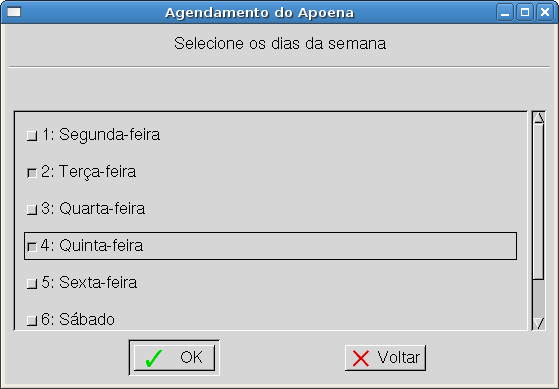 Agendamento do Apoena
Selecione os dias da semana
1: Segunda-feira
2: Terça-feira
3: Quarta-feira
4: Quinta-feira
5: Sexta-feira
6: Sábado
OK
Voltar